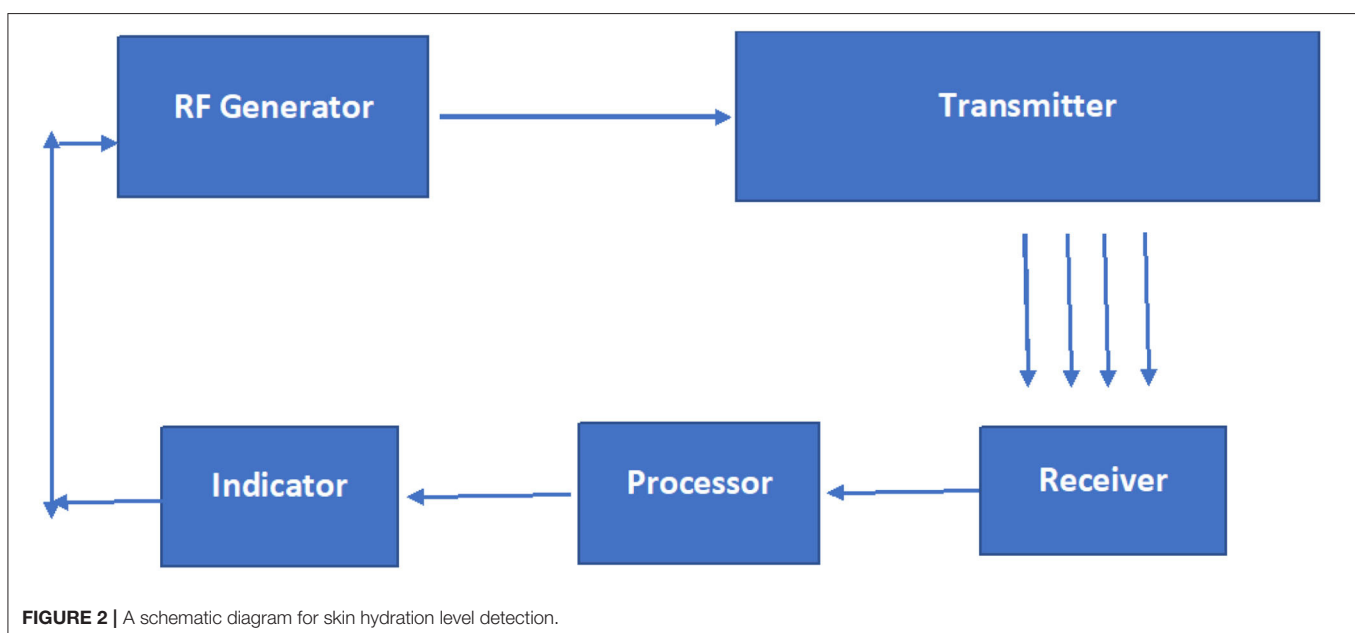 RF Generator
Transmitter
Indicator
Processor
Receiver
FIGURE 2 | A schematic diagram for skin hydration level detection.